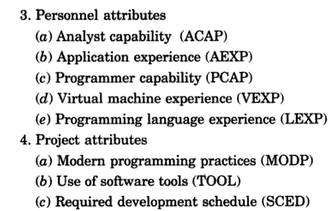 3. Personnel attributes
(a) Analyst capability (ACAP)
(b) Application experience (AEXP)
(c) Programmer capability (PCAP)
(d) Virtual machine experience (VEXP)
(e) Programming language experience (LEXP)
4. Project attributes
(a) Modern programming practices (MODP)
(b) Use of software tools (TOOL)
(c) Required development schedule (SCED)